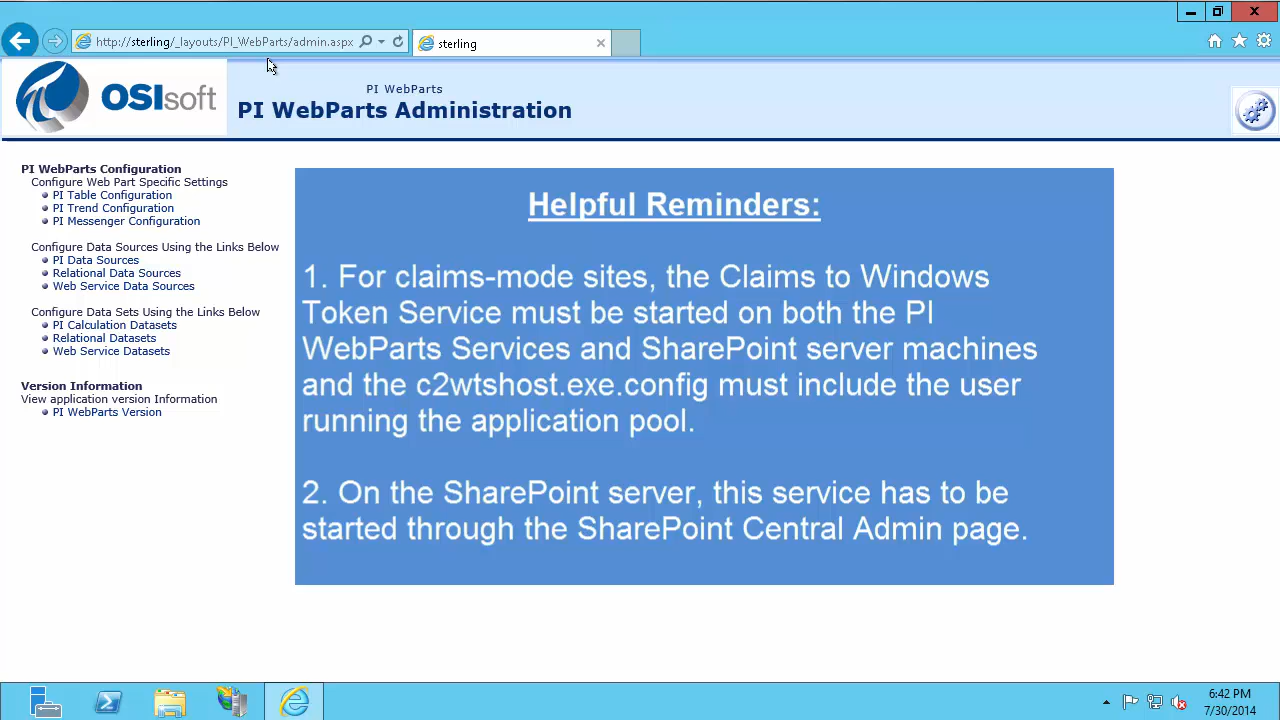 http://sterling/_layouts/PI_WebParts/admin.aspx
sterling
OSIsoft
PI WebParts
PI WebParts Administration
PI WebParts Configuration
Configure Web Part Specific Settings
PI Table Configuration
PI Trend Configuration
PI Messenger Configuration
Configure Data Sources Using the Links Below
PI Data Sources
Relational Data Sources
Web Service Data Sources
Configure Data Sets Using the Links Below
PI Calculation Datasets
Relational Datasets
Web Service Datasets
Version Information
View application version Information
PI WebParts Version
Helpful Reminders:
1. For claims-mode sites, the Claims to Windows
Token Service must be started on both the PI
WebParts Services and SharePoint server machines
and the c2wtshost.exe.config must include the user
running the application pool.
2. On the SharePoint server, this service has to be
started through the SharePoint Central Admin page.
6:42 PM
7/30/2014